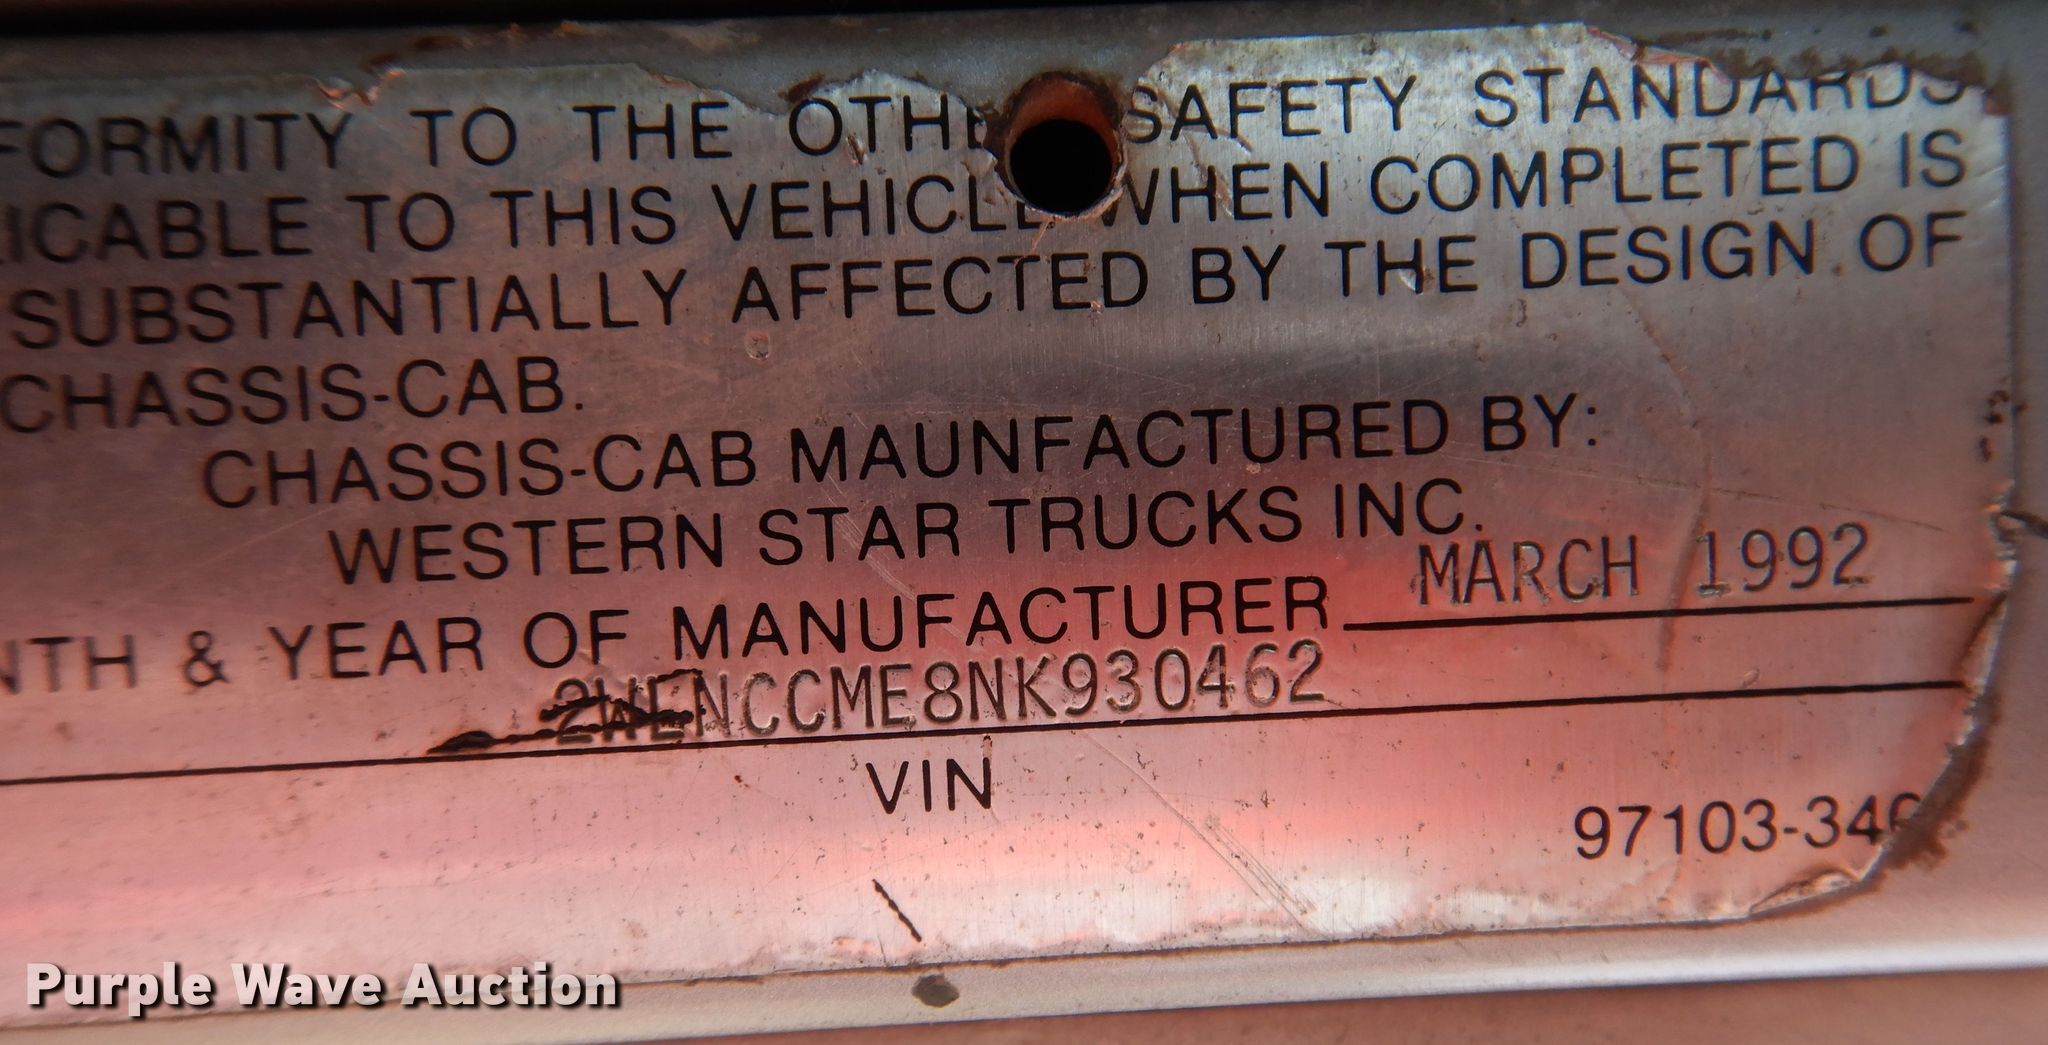 FORMITY TO THE OTHE SAFETY STANDARDS
ICABLE TO THIS VEHICLE WHEN COMPLETED IS
SUBSTANTIALLY AFFECTED BY THE DESIGN OF
CHASSIS-CAB.
CHASSIS-CAB MAUNFACTURED BY:
WESTERN STAR TRUCKS INC.
NTH & YEAR OF MANUFACTURER MARCH 1992
2WENCCME8NK930462
VIN
97103-346
Purple Wave Auction